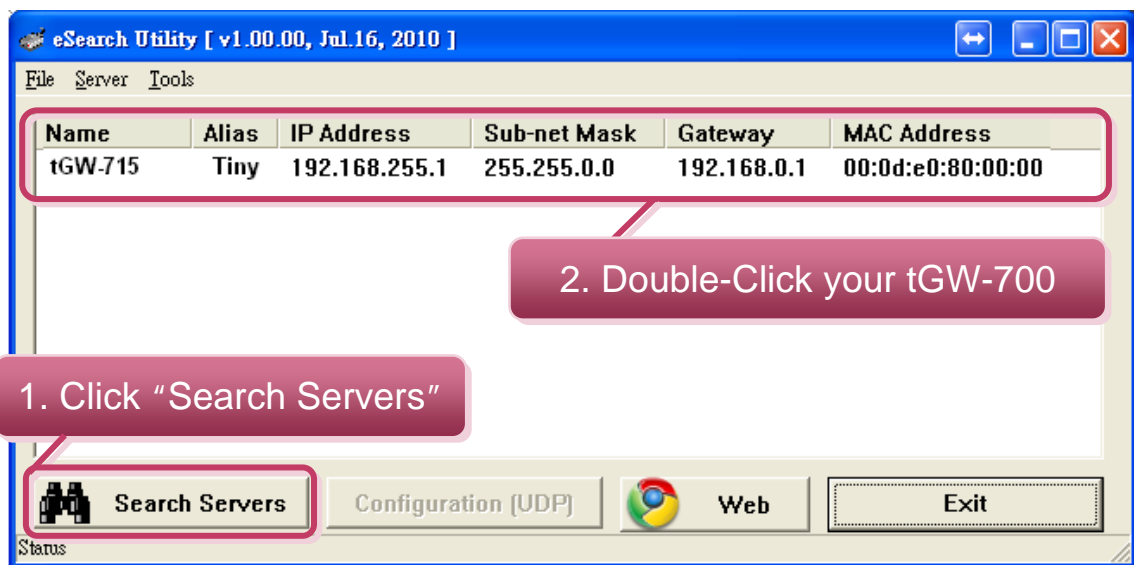 eSearch Utility [ v1.00.00, Jul.16, 2010 ]
File Server Tools
Name Alias IP Address Sub-net Mask Gateway MAC Address
tGW-715 Tiny 192.168.255.1 255.255.0.0 192.168.0.1 00:0d:e0:80:00:00
2. Double-Click your tGW-700
1. Click “Search Servers”
Search Servers Configuration (UDP) Web Exit
Status